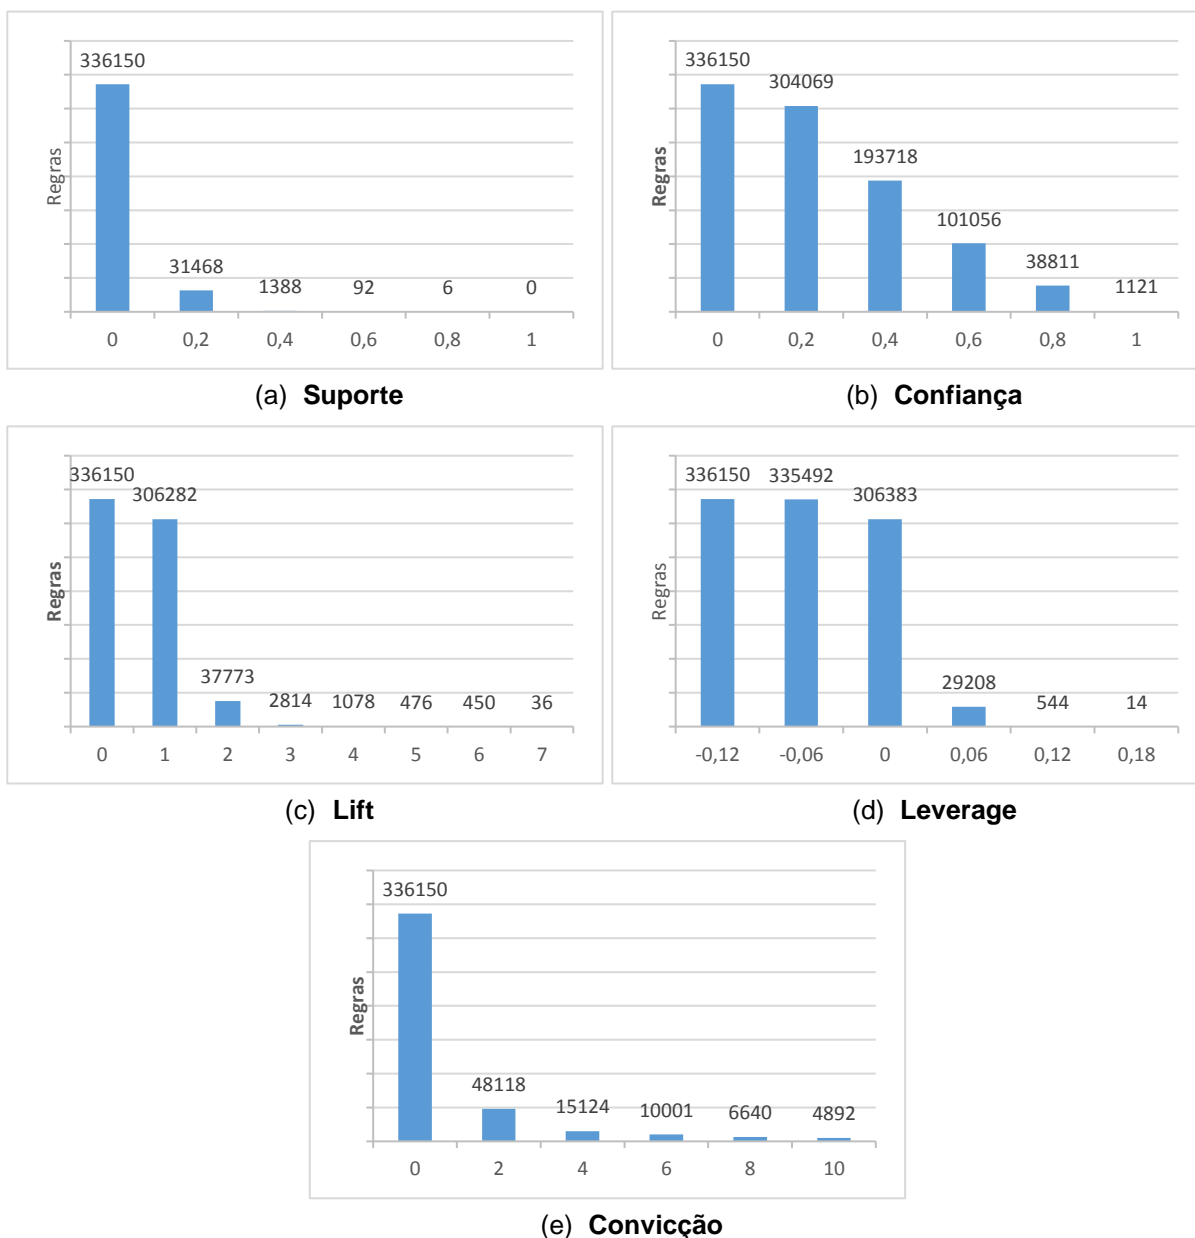 336150
31468
1388
92
6
0
Regras
0 0,2 0,4 0,6 0,8 1
(a) Suporte
336150
304069
193718
101056
38811
1121
Regras
0 0,2 0,4 0,6 0,8 1
(b) Confiança
336150
306282
37773
2814
1078
476
450
36
Regras
0 1 2 3 4 5 6 7
(c) Lift
336150
335492
306383
29208
544
14
Regras
-0,12 -0,06 0 0,06 0,12 0,18
(d) Leverage
336150
48118
15124
10001
6640
4892
Regras
0 2 4 6 8 10
(e) Convicção